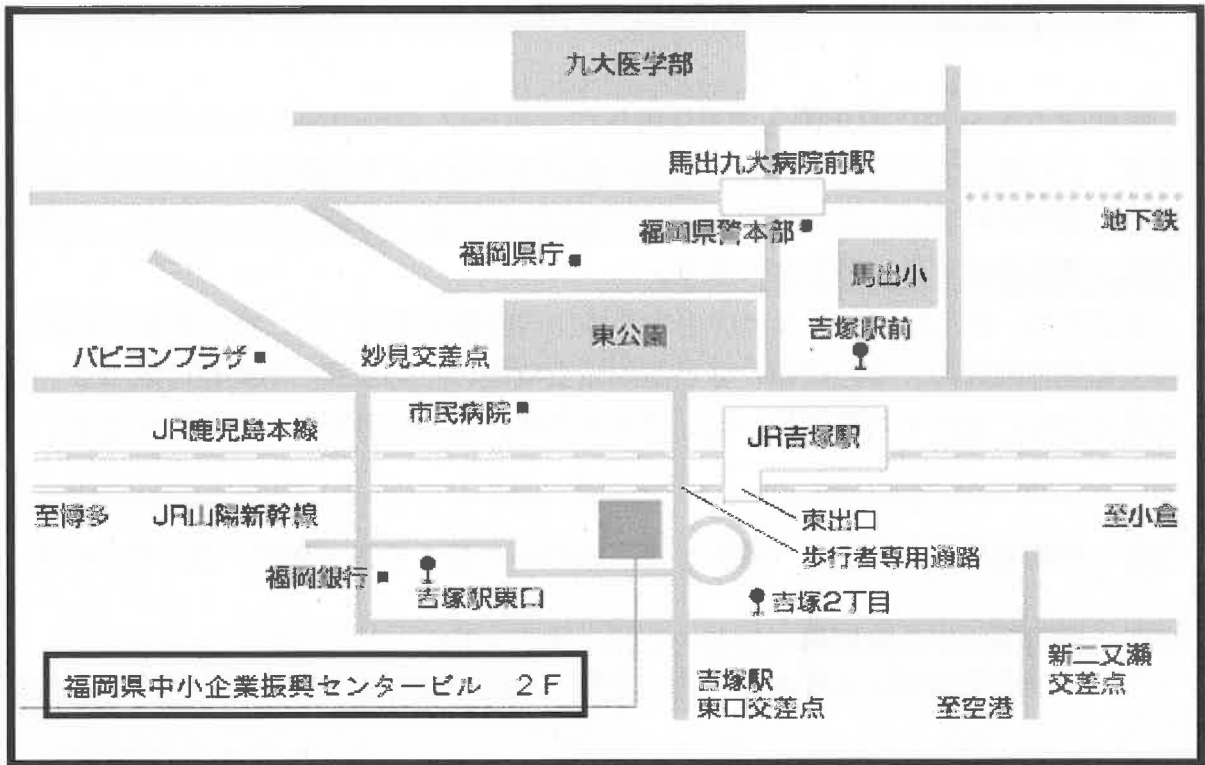 九大医学部
馬出九大病院前駅
地下鉄
福岡県警本部
福岡県庁
馬出小
東公園
吉塚駅前
パピヨンプラザ
妙見交差点
市民病院
JR鹿児島本線
JR吉塚駅
至博多
JR山陽新幹線
東出口
至小倉
歩行者専用通路
福岡銀行
吉塚駅東口
吉塚2丁目
新二又瀬
交差点
福岡県中小企業振興センタービル 2F
吉塚駅
東口交差点
至空港